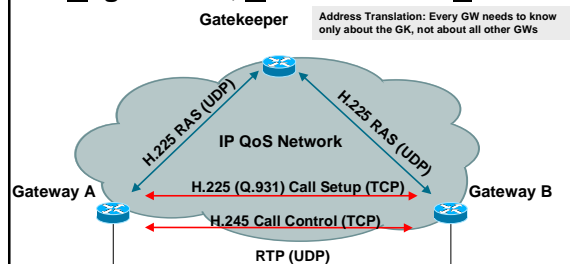 Gatekeeper
Address Translation: Every GW needs to know
only about the GK, not about all other GWs
H.225 RAS (UDP)
H.225 RAS (UDP)
IP QoS Network
Gateway A
H.225 (Q.931) Call Setup (TCP)
Gateway B
H.245 Call Control (TCP)
RTP (UDP)